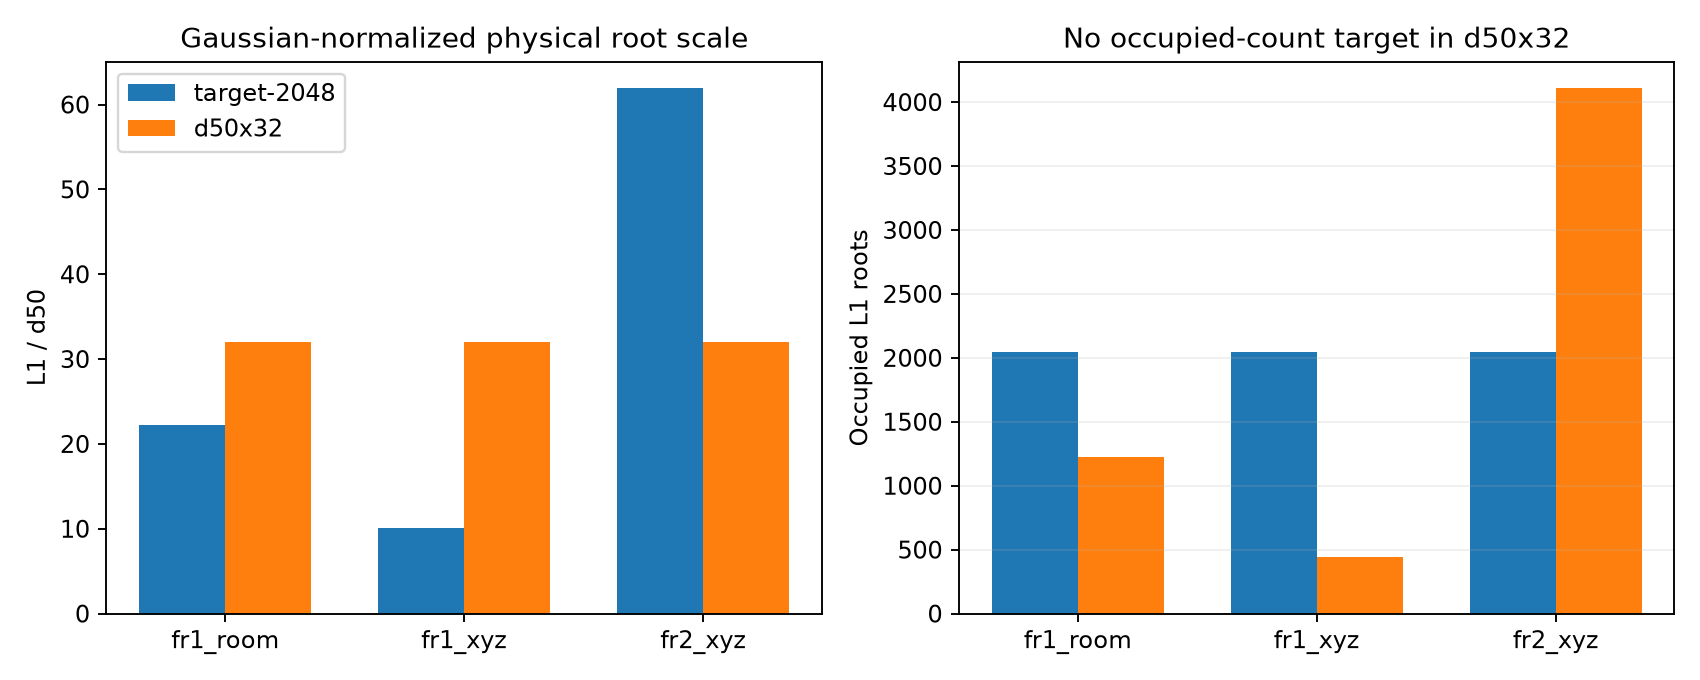 Gaussian-normalized physical root scale
target-2048
d50x32
L1 / d50
60
50
40
30
20
10
0
fr1_room fr1_xyz fr2_xyz
No occupied-count target in d50x32
Occupied L1 roots
4000
3500
3000
2500
2000
1500
1000
500
0
fr1_room fr1_xyz fr2_xyz